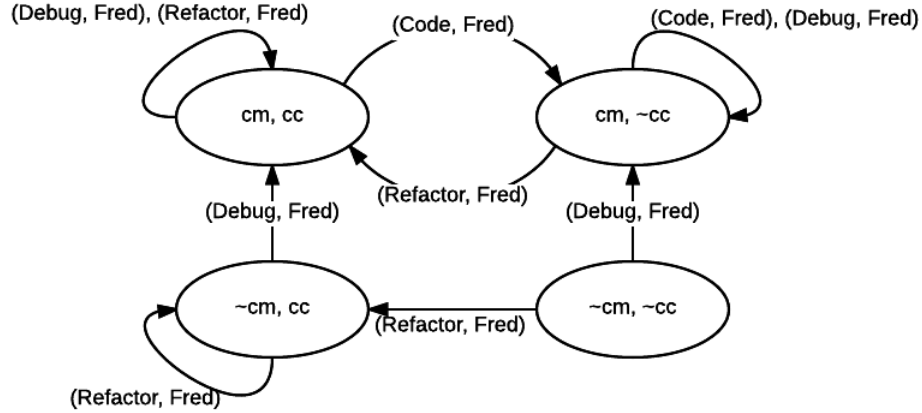 (Debug, Fred), (Refactor, Fred)
(Code, Fred)
(Code, Fred), (Debug, Fred)
cm, cc
cm, ~cc
(Refactor, Fred)
(Debug, Fred)
(Debug, Fred)
~cm, cc
~cm, ~cc
(Refactor, Fred)
(Refactor, Fred)